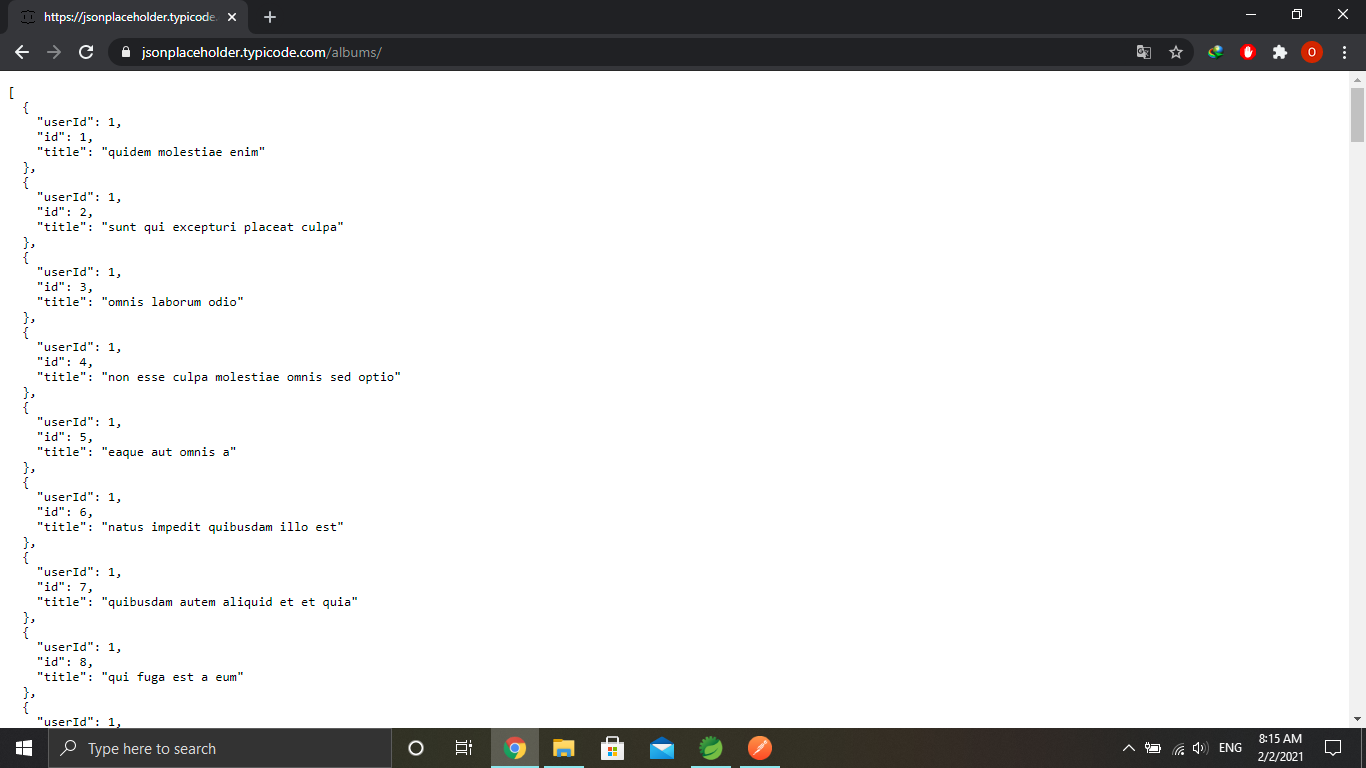 https://jsonplaceholder.typicode.
jsonplaceholder.typicode.com/albums/
O
[
  {
    "userId": 1,
    "id": 1,
    "title": "quidem molestiae enim"
  },
  {
    "userId": 1,
    "id": 2,
    "title": "sunt qui excepturi placeat culpa"
  },
  {
    "userId": 1,
    "id": 3,
    "title": "omnis laborum odio"
  },
  {
    "userId": 1,
    "id": 4,
    "title": "non esse culpa molestiae omnis sed optio"
  },
  {
    "userId": 1,
    "id": 5,
    "title": "eaque aut omnis a"
  },
  {
    "userId": 1,
    "id": 6,
    "title": "natus impedit quibusdam illo est"
  },
  {
    "userId": 1,
    "id": 7,
    "title": "quibusdam autem aliquid et et quia"
  },
  {
    "userId": 1,
    "id": 8,
    "title": "qui fuga est a eum"
  },
  {
    "userId": 1,
Type here to search
ENG
8:15 AM
2/2/2021